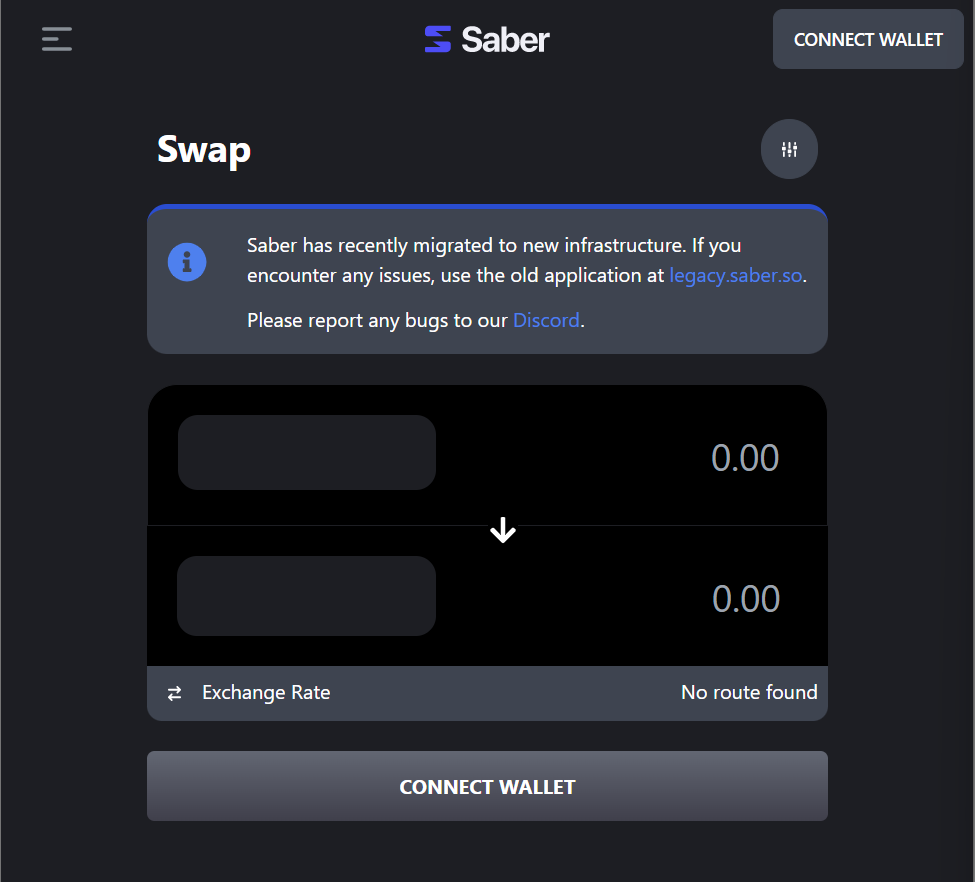 Saber
CONNECT WALLET
Swap
Saber has recently migrated to new infrastructure. If you
encounter any issues, use the old application at legacy.saber.so.
Please report any bugs to our Discord.
0.00
0.00
Exchange Rate
No route found
CONNECT WALLET